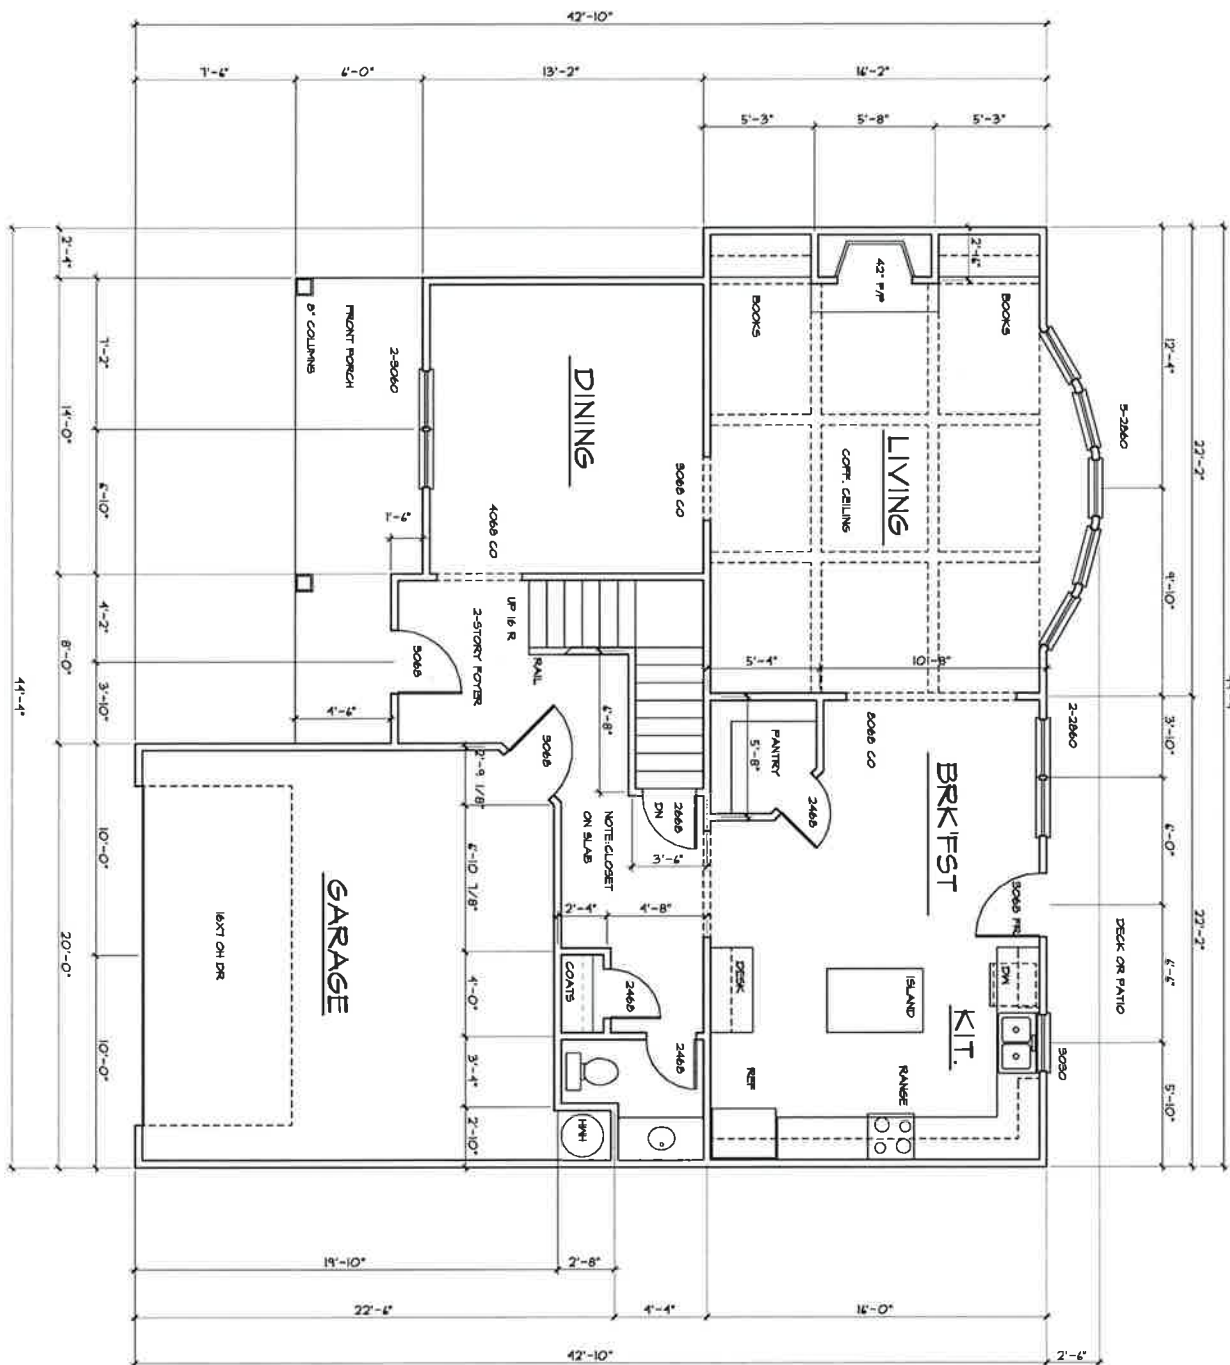 42'-10"
7'-6"
6'-0"
13'-2"
16'-2"
5'-3"
5'-8"
5'-3"
2'-4"
14'-0"
8'-0"
20'-0"
44'-4"
7'-2"
6'-10"
4'-2"
3'-10"
10'-0"
10'-0"
FRONT PORCH
8" COLUMNS
2-3060
1'-6"
4'-6"
DINING
3068 CO
4068 CO
BOOKS
42" F/P
BOOKS
2'-6"
LIVING
COFF. CEILING
5'-4"
10'-8"
3-2860
12'-4"
22'-2"
9'-10"
UP 16 R
RAIL
2-STORY FOYER
3068
3068
6'-8"
DN
2668
3'-6"
NOTE:CLOSET
ON SLAB
PANTRY
5'-8"
2468
8068 CO
BRK'FST
2-2860
3'-10"
6'-0"
6'-6"
5'-10"
22'-2"
3068 FR
DECK OR PATIO
DW
3030
KIT.
ISLAND
DESK
RANGE
REF
2'-4"
4'-8"
COATS
2468
2468
HWH
2'-9 1/8"
6'-10 7/8"
4'-0"
3'-4"
2'-10"
GARAGE
16X7 OH DR
19'-10"
2'-8"
22'-6"
4'-4"
16'-0"
42'-10"
2'-6"